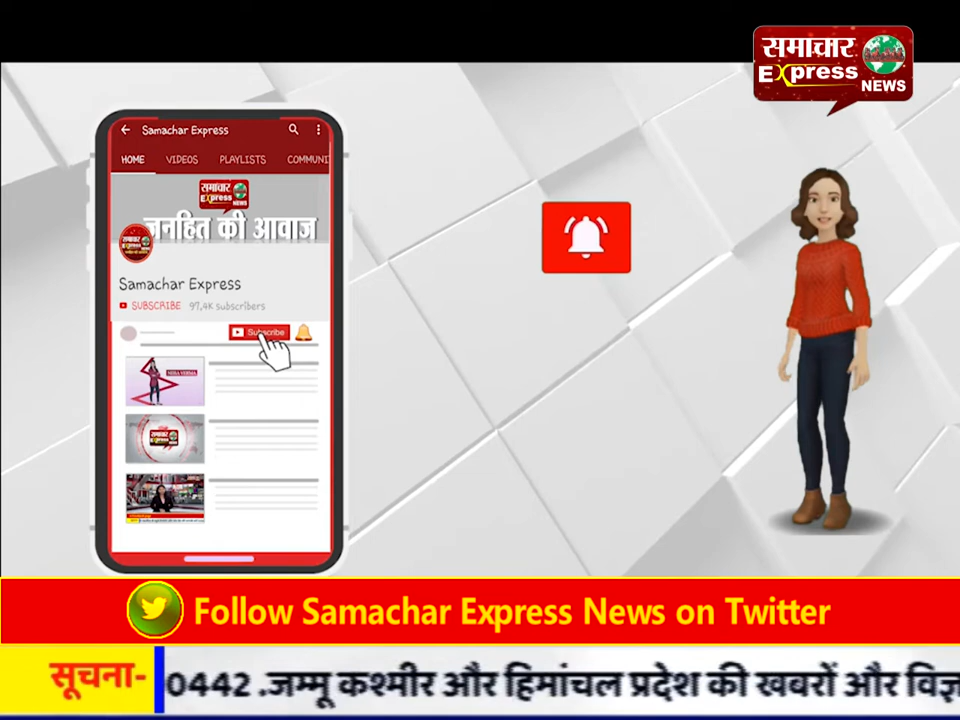 समाचार
Express
NEWS
Samachar Express
HOME VIDEOS PLAYLISTS COMMUNI
समाचार
Express
जनहित की आवाज
Samachar Express
SUBSCRIBE 97.4K subscribers
Subscribe
Follow Samachar Express News on Twitter
सूचना- 0442 .जम्मू कश्मीर और हिमांचल प्रदेश की खबरों और विज्ञ